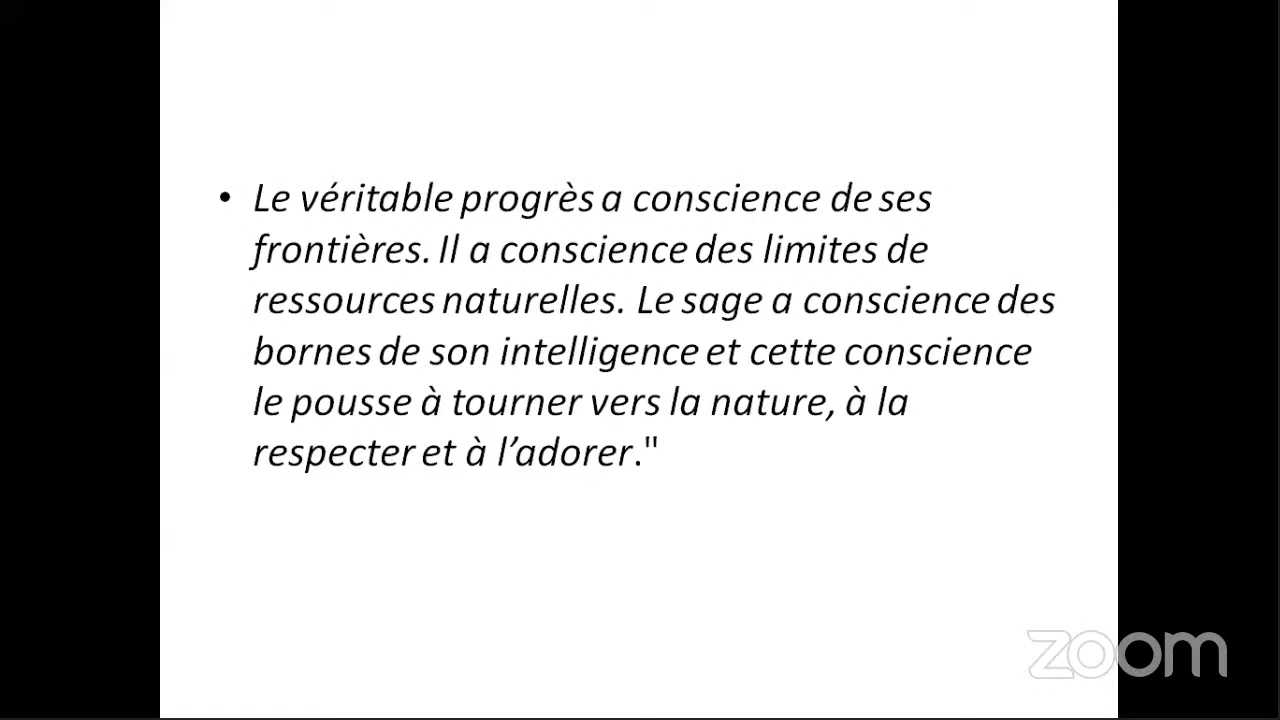 • Le véritable progrès a conscience de ses
frontières. Il a conscience des limites de
ressources naturelles. Le sage a conscience des
bornes de son intelligence et cette conscience
le pousse à tourner vers la nature, à la
respecter et à l’adorer."
zoom